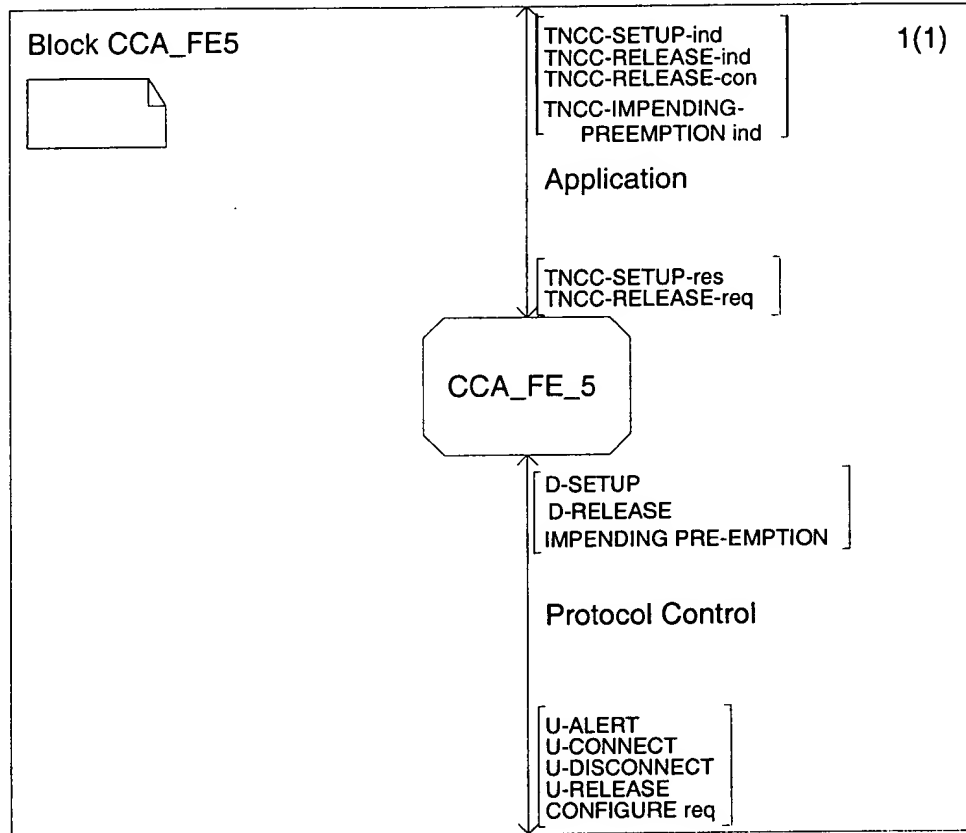 Block CCA_FE5
1(1)
TNCC-SETUP-ind
TNCC-RELEASE-ind
TNCC-RELEASE-con
TNCC-IMPENDING-
PREEMPTION ind
Application
TNCC-SETUP-res
TNCC-RELEASE-req
CCA_FE_5
D-SETUP
D-RELEASE
IMPENDING PRE-EMPTION
Protocol Control
U-ALERT
U-CONNECT
U-DISCONNECT
U-RELEASE
CONFIGURE req